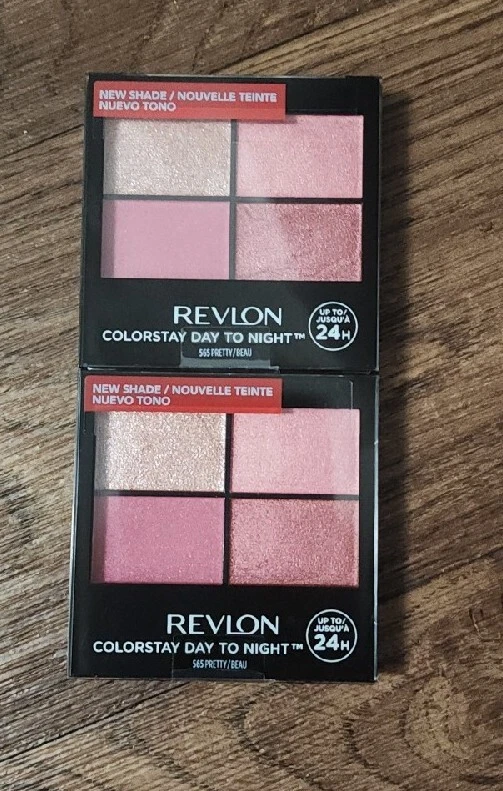 NEW SHADE / NOUVELLE TEINTE
NUEVO TONO
REVLON
COLORSTAY DAY TO NIGHT™
565 PRETTY/BEAU
UP TO/
JUSQU'À
24H
NEW SHADE / NOUVELLE TEINTE
NUEVO TONO
REVLON
COLORSTAY DAY TO NIGHT™
565 PRETTY/BEAU
UP TO/
JUSQU'À
24H